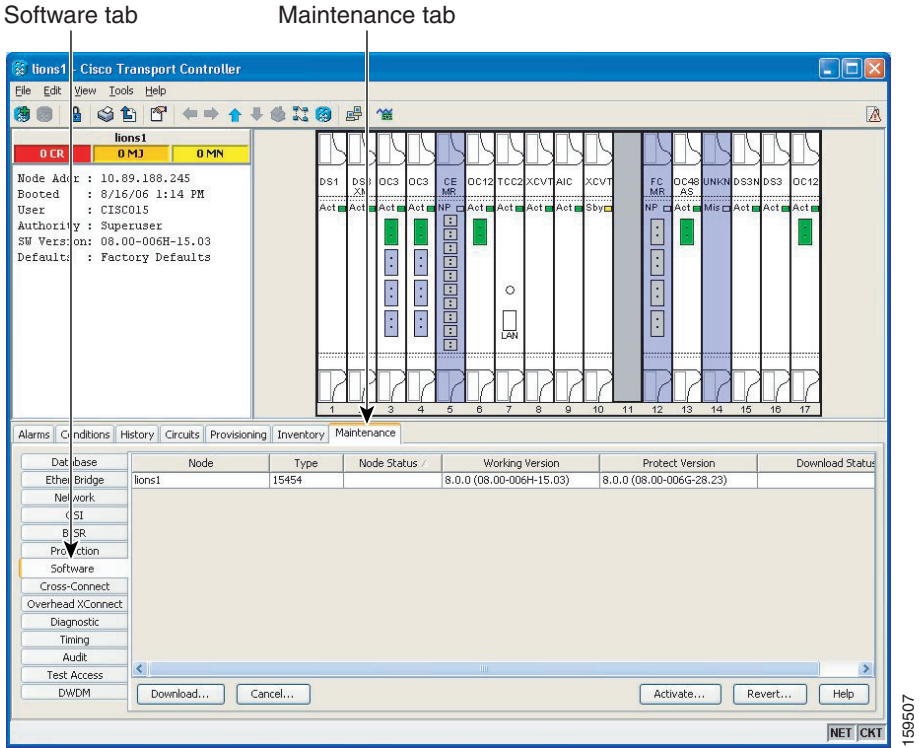 Software tab
Maintenance tab
lions1 - Cisco Transport Controller
File Edit View Tools Help
lions1
0 CR 0 MJ 0 MN
Node Addr : 10.89.188.245
Booted : 8/16/06 1:14 PM
User : CISCO15
Authority : Superuser
SW Version: 08.00-006H-15.03
Defaults : Factory Defaults
DS1 DS3 XM OC3 OC3 CE MR OC12 TCC2 XCVT AIC XCVT FC MR OC48 AS UNKN DS3N DS3 OC12
Act Act Act Act NP Act Act Act Act Sby NP Act Mis Act Act Act
LAN
1 2 3 4 5 6 7 8 9 10 11 12 13 14 15 16 17
Alarms Conditions History Circuits Provisioning Inventory Maintenance
Database
Ether Bridge
Network
OSI
BLSR
Protection
Software
Cross-Connect
Overhead XConnect
Diagnostic
Timing
Audit
Test Access
DWDM
Node Type Node Status Working Version Protect Version Download Status
lions1 15454 8.0.0 (08.00-006H-15.03) 8.0.0 (08.00-006G-28.23)
Download... Cancel... Activate... Revert... Help
NET CKT
159507